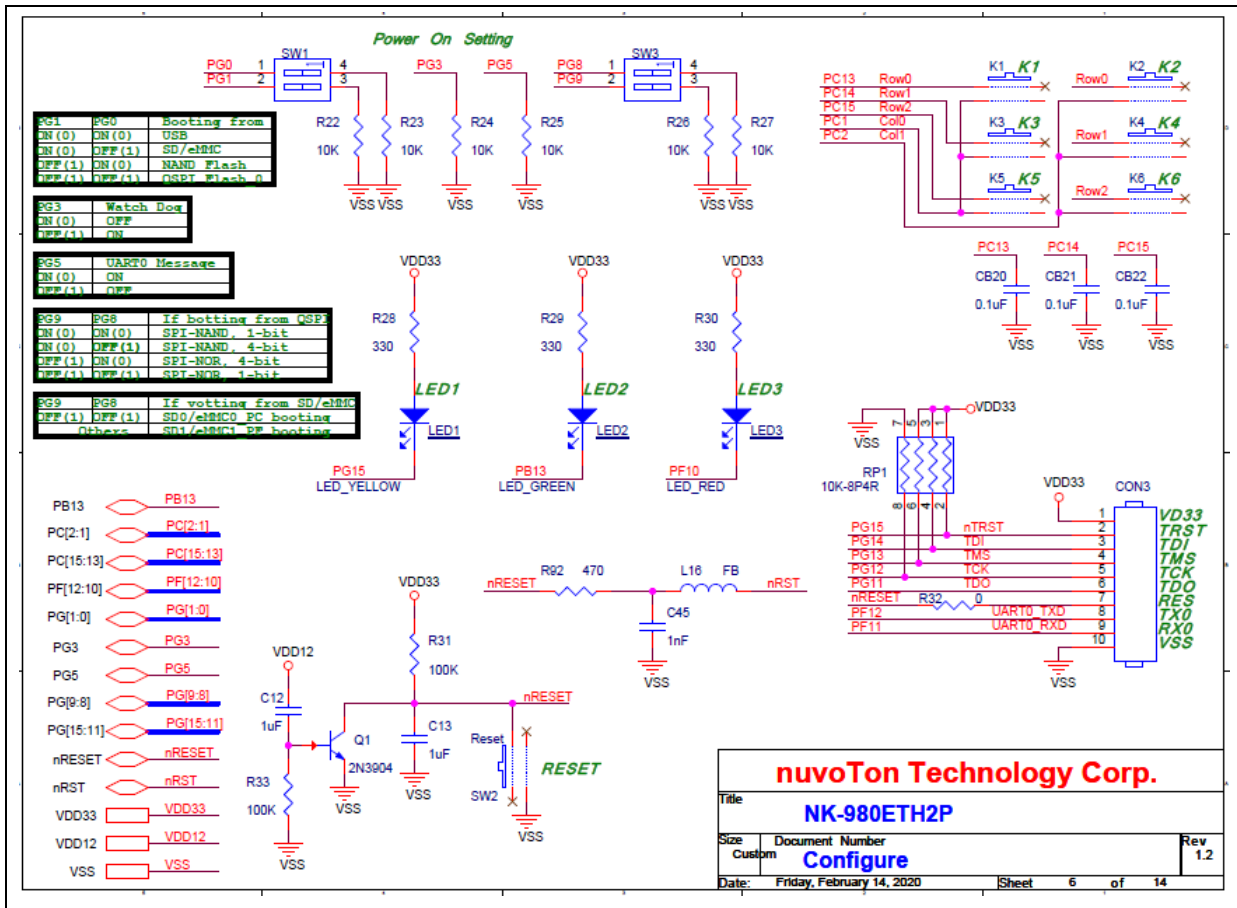 Power On Setting
SW1
PG0 1 4
PG1 2 3
PG3
PG5
SW3
PG8 1 4
PG9 2 3
R22 R23 R24 R25 R26 R27
10K 10K 10K 10K 10K 10K
VSS VSS VSS VSS VSS VSS
PC13 Row0
PC14 Row1
PC15 Row2
PC1 Col0
PC2 Col1
K1 K1
Row0 K2 K2
K3 K3
Row1 K4 K4
K5 K5
Row2 K6 K6
PG1 PG0 Booting from
ON(0) ON(0) USB
ON(0) OFF(1) SD/eMMC
OFF(1) ON(0) NAND Flash
OFF(1) OFF(1) QSPI Flash_0
PG3 Watch Dog
ON(0) OFF
OFF(1) ON
PG5 UART0 Message
ON(0) ON
OFF(1) OFF
PG9 PG8 If botting from QSPI
ON(0) ON(0) SPI-NAND, 1-bit
ON(0) OFF(1) SPI-NAND, 4-bit
OFF(1) ON(0) SPI-NOR, 4-bit
OFF(1) OFF(1) SPI-NOR, 1-bit
PG9 PG8 If votting from SD/eMMC
OFF(1) OFF(1) SD0/eMMC0_PC booting
Others SD1/eMMC1_PF booting
VDD33 VDD33 VDD33
R28 R29 R30
330 330 330
LED1 LED2 LED3
LED1 LED2 LED3
PG15 PB13 PF10
LED_YELLOW LED_GREEN LED_RED
PC13 PC14 PC15
CB20 CB21 CB22
0.1uF 0.1uF 0.1uF
VSS VSS VSS
VDD33
VSS
7 5 3 1
RP1
10K-8P4R
8 6 4 2
VDD33
CON3
1 VD33
PG15 nTRST 2 TRST
PG14 TDI 3 TDI
PG13 TMS 4 TMS
PG12 TCK 5 TCK
PG11 TDO 6 TDO
nRESET R32 0 7 RES
PF12 UART0_TXD 8 TX0
PF11 UART0_RXD 9 RX0
10 VSS
VSS
PB13 PB13
PC[2:1] PC[2:1]
PC[15:13] PC[15:13]
PF[12:10] PF[12:10]
PG[1:0] PG[1:0]
PG3 PG3
PG5 PG5
PG[9:8] PG[9:8]
PG[15:11] PG[15:11]
nRESET nRESET
nRST nRST
VDD33 VDD33
VDD12 VDD12
VSS VSS
nRESET R92 470 L16 FB nRST
C45
1nF
VSS
VDD33
R31
100K
VDD12
C12
1uF
Q1
2N3904
R33
100K
VSS
VSS
C13
1uF
VSS
nRESET
Reset
SW2
RESET
VSS
nuvoTon Technology Corp.
Title
NK-980ETH2P
Size Document Number Rev
Custom Configure 1.2
Date: Friday, February 14, 2020 Sheet 6 of 14